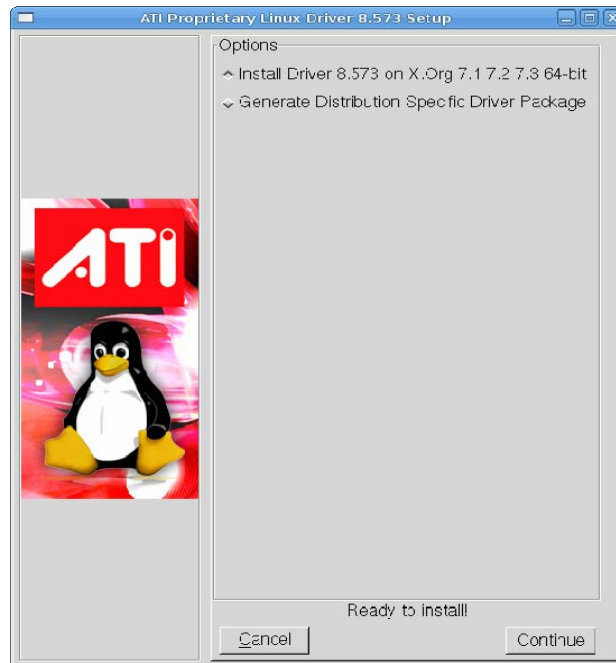 ATI Proprietary Linux Driver 8.573 Setup
Options
Install Driver 8.573 on X.Org 7.1 7.2 7.3 64-bit
Generate Distribution Specific Driver Package
ATI
Ready to install!
Cancel
Continue